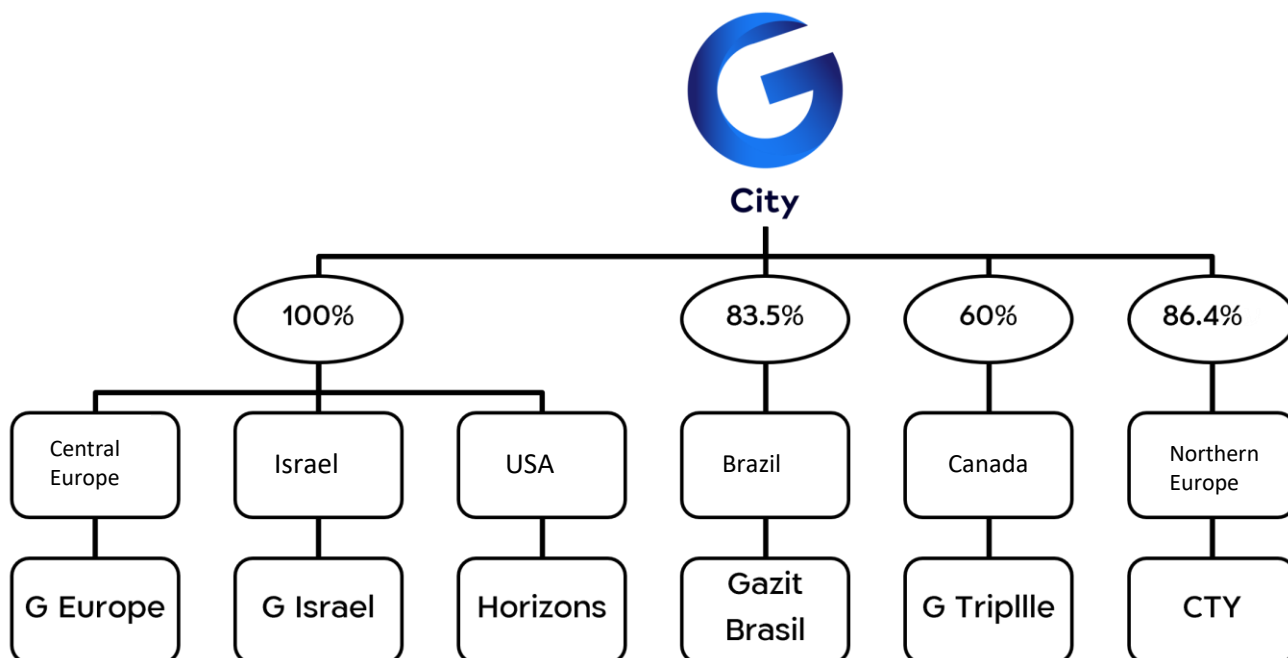 G
City
100%
83.5%
60%
86.4%
Central
Europe
Israel
USA
Brazil
Canada
Northern
Europe
G Europe
G Israel
Horizons
Gazit
Brasil
G Tripllle
CTY